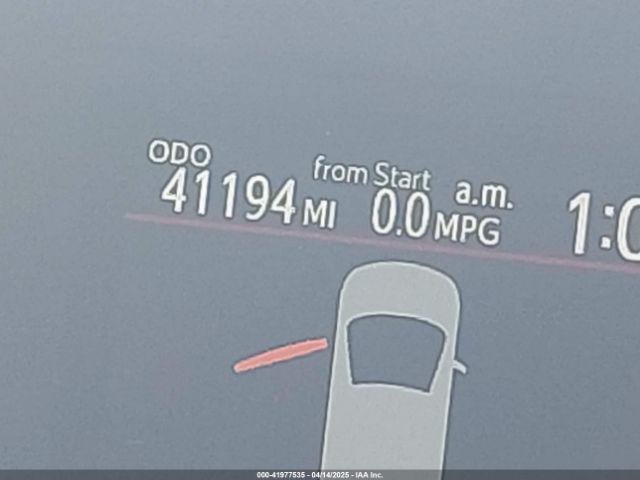 ODO
41194 MI
from Start
0.0 MPG
a.m.
1:0
000-41977535 - 04/14/2025 - IAA Inc.